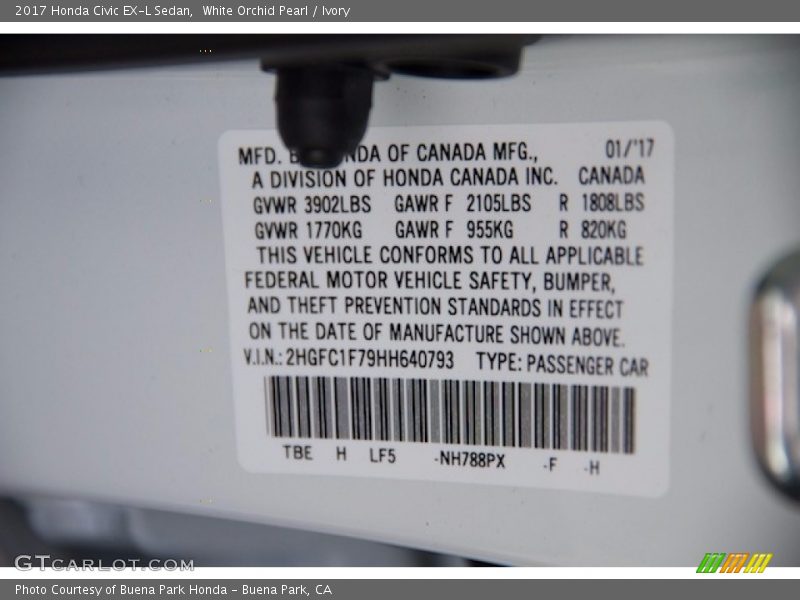 2017 Honda Civic EX-L Sedan, White Orchid Pearl / Ivory
MFD. B NDA OF CANADA MFG., 01/'17
A DIVISION OF HONDA CANADA INC. CANADA
GVWR 3902LBS GAWR F 2105LBS R 1808LBS
GVWR 1770KG GAWR F 955KG R 820KG
THIS VEHICLE CONFORMS TO ALL APPLICABLE
FEDERAL MOTOR VEHICLE SAFETY, BUMPER,
AND THEFT PREVENTION STANDARDS IN EFFECT
ON THE DATE OF MANUFACTURE SHOWN ABOVE.
V.I.N.: 2HGFC1F79HH640793 TYPE: PASSENGER CAR
TBE H LF5 -NH788PX -F -H
GTCARLOT.COM
Photo Courtesy of Buena Park Honda - Buena Park, CA